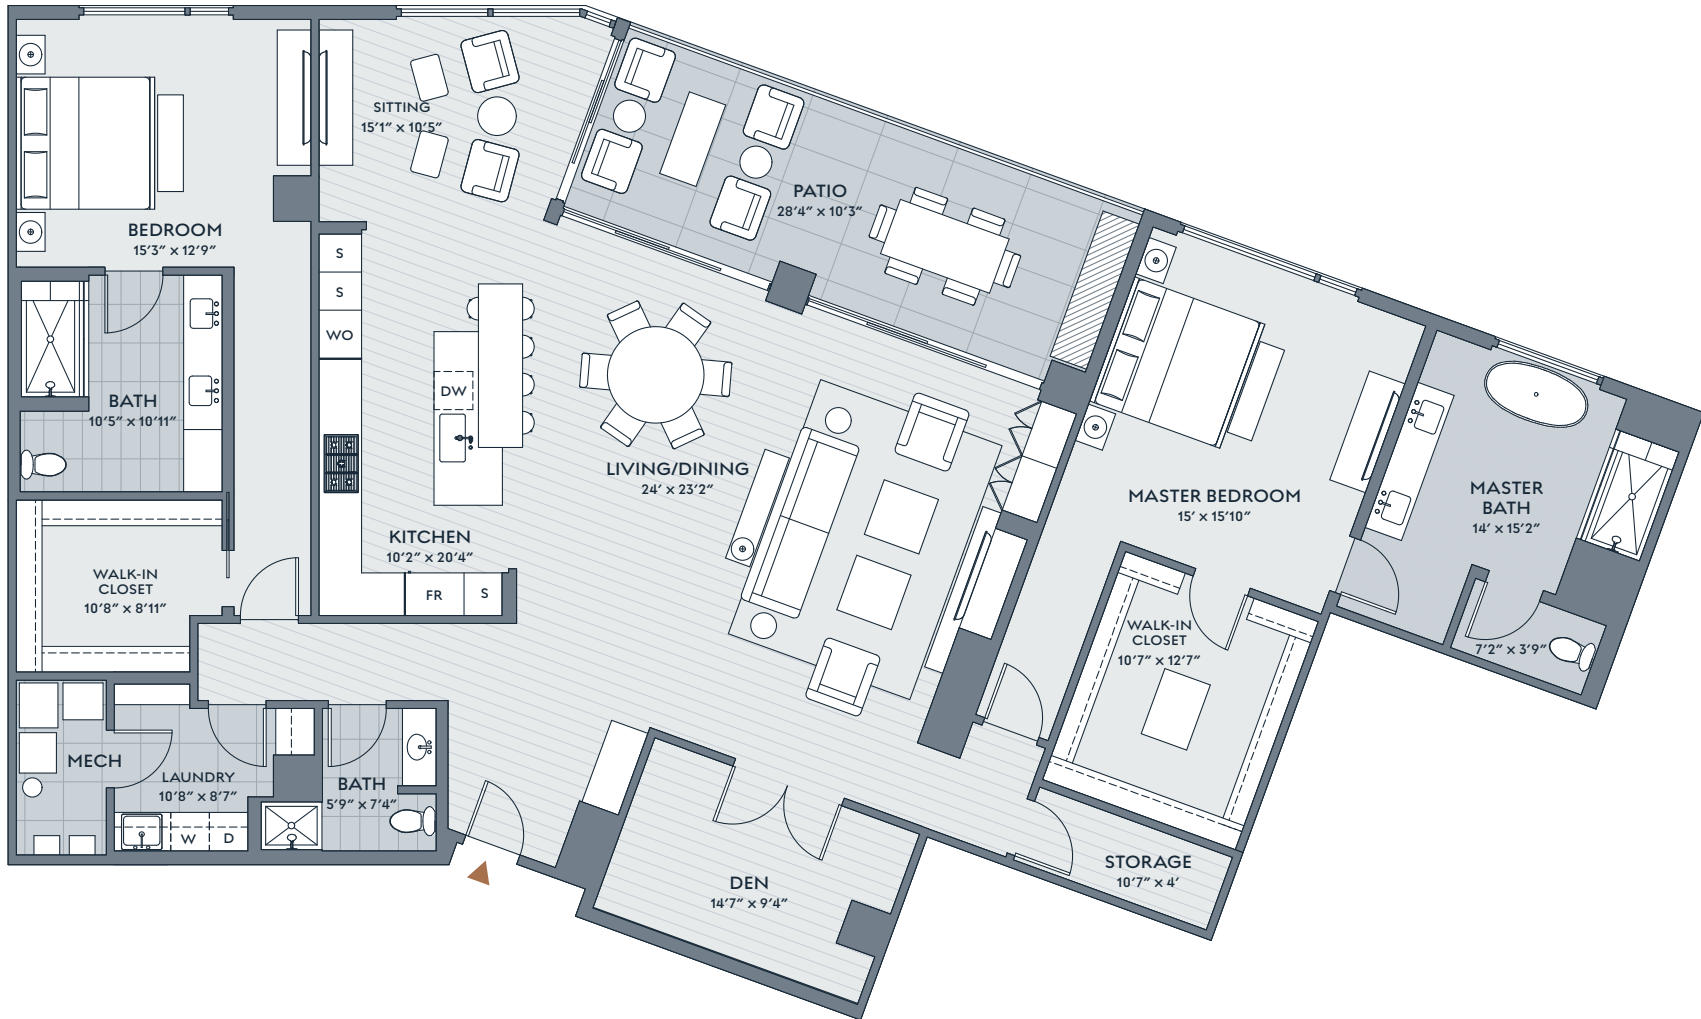 SITTING
15'1" x 10'5"
PATIO
28'4" x 10'3"
BEDROOM
15'3" x 12'9"
S
S
WO
DW
BATH
10'5" x 10'11"
LIVING/DINING
24' x 23'2"
MASTER BEDROOM
15' x 15'10"
MASTER
BATH
14' x 15'2"
KITCHEN
10'2" x 20'4"
FR
S
WALK-IN
CLOSET
10'8" x 8'11"
WALK-IN
CLOSET
10'7" x 12'7"
7'2" x 3'9"
MECH
LAUNDRY
10'8" x 8'7"
W
D
BATH
5'9" x 7'4"
DEN
14'7" x 9'4"
STORAGE
10'7" x 4'